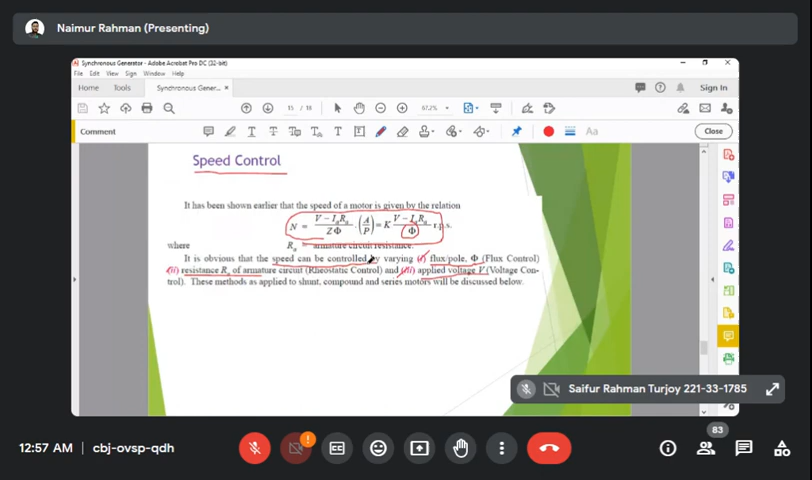 Naimur Rahman (Presenting)
Synchronous Generator - Adobe Acrobat Pro DC (32-bit)
File Edit View Sign Window Help
Home Tools Synchronous Gener... × Sign In
15 / 18 67.2%
Comment Close
Speed Control
It has been shown earlier that the speed of a motor is given by the relation
N = V − IₐRₐ / ZΦ . (A/P) = K V − IₐRₐ / Φ r.p.s.
where Rₐ = armature circuit resistance.
It is obvious that the speed can be controlled by varying (i) flux/pole, Φ (Flux Control)
(ii) resistance Rₐ of armature circuit (Rheostatic Control) and (iii) applied voltage V (Voltage Con-
trol). These methods as applied to shunt, compound and series motors will be discussed below.
Saifur Rahman Turjoy 221-33-1785
83
12:57 AM | cbj-ovsp-qdh